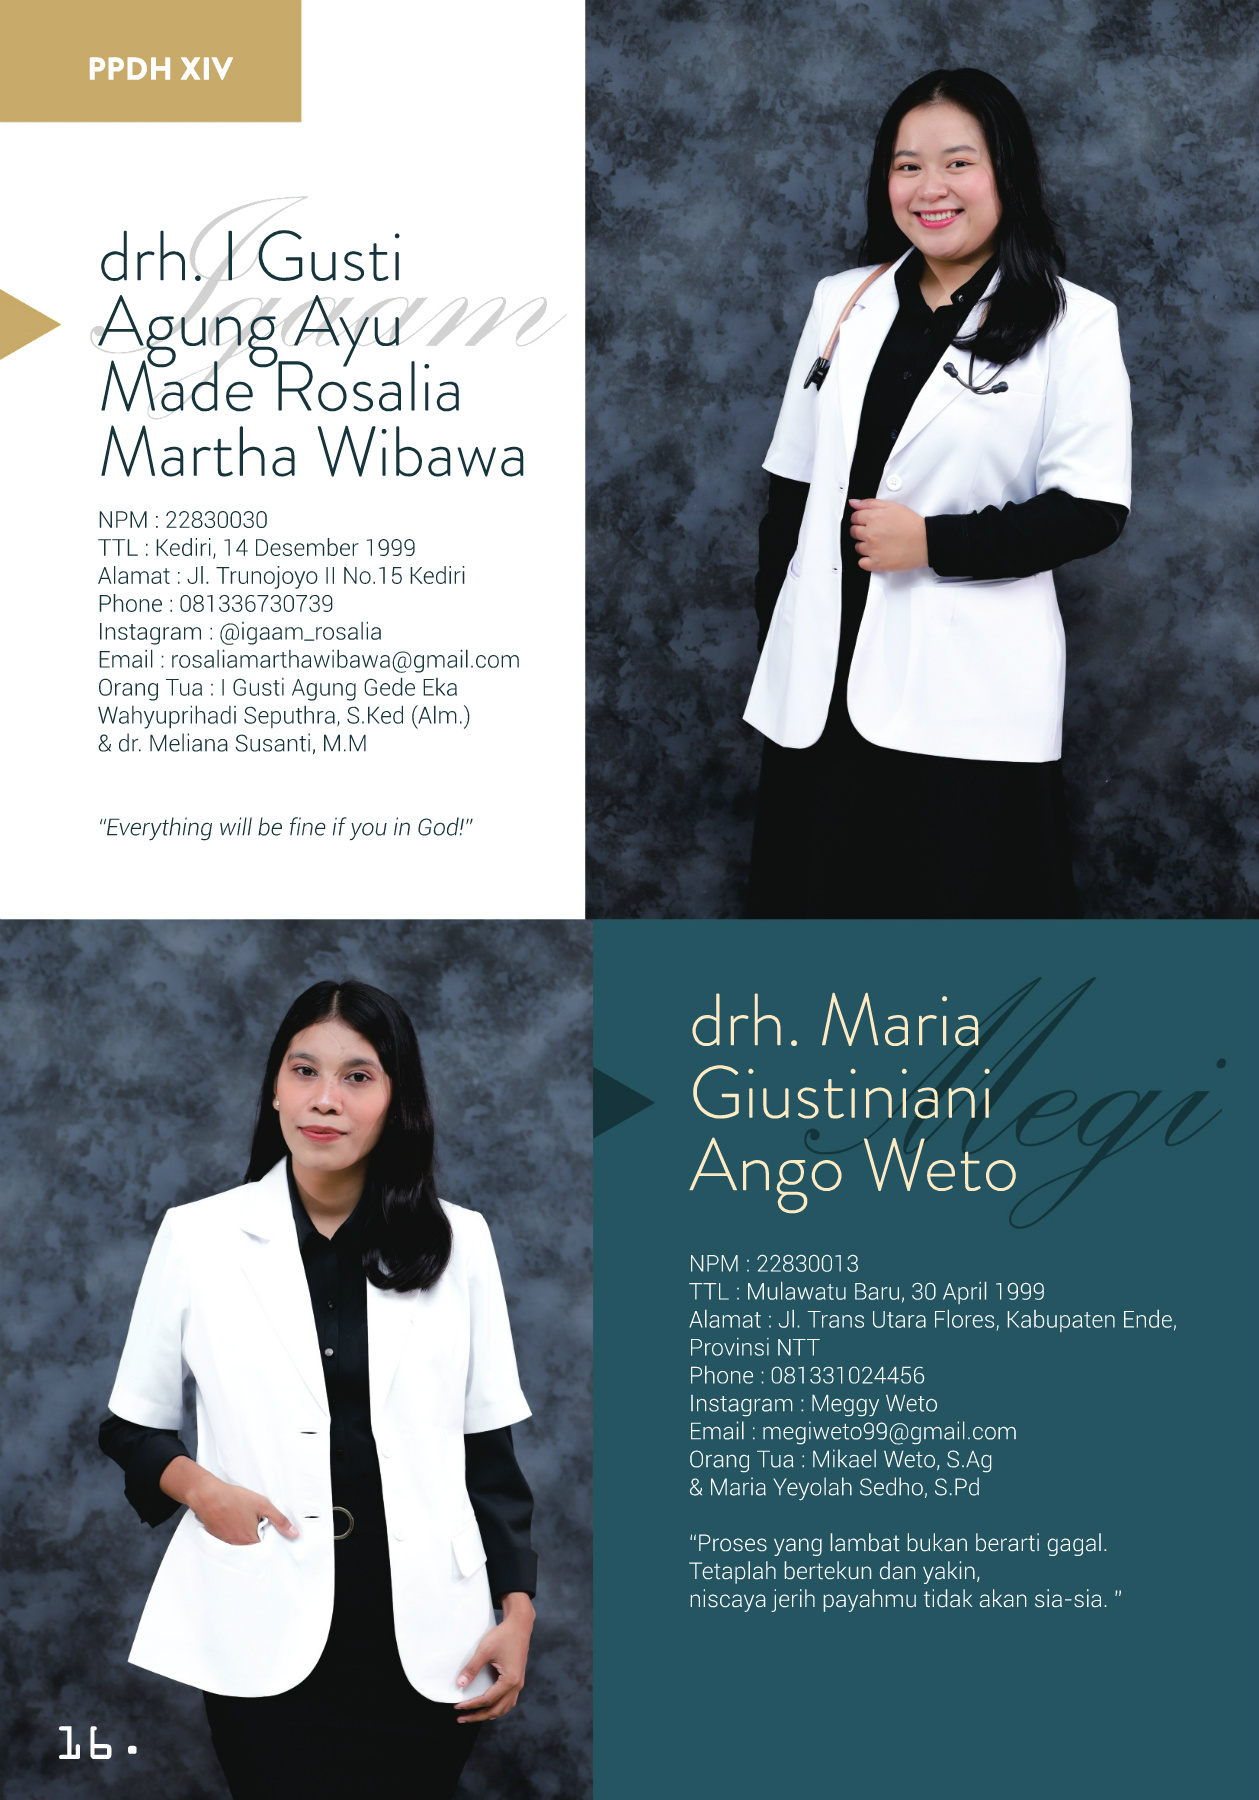 PPDH XIV
Igaam
drh. I Gusti
Agung Ayu
Made Rosalia
Martha Wibawa
NPM : 22830030
TTL : Kediri, 14 Desember 1999
Alamat : Jl. Trunojoyo II No.15 Kediri
Phone : 081336730739
Instagram : @igaam_rosalia
Email : rosaliamarthawibawa@gmail.com
Orang Tua : I Gusti Agung Gede Eka
Wahyuprihadi Seputhra, S.Ked (Alm.)
& dr. Meliana Susanti, M.M
“Everything will be fine if you in God!”
Megi
drh. Maria
Giustiniani
Ango Weto
NPM : 22830013
TTL : Mulawatu Baru, 30 April 1999
Alamat : Jl. Trans Utara Flores, Kabupaten Ende,
Provinsi NTT
Phone : 081331024456
Instagram : Meggy Weto
Email : megiweto99@gmail.com
Orang Tua : Mikael Weto, S.Ag
& Maria Yeyolah Sedho, S.Pd
“Proses yang lambat bukan berarti gagal.
Tetaplah bertekun dan yakin,
niscaya jerih payahmu tidak akan sia-sia. ”
16.